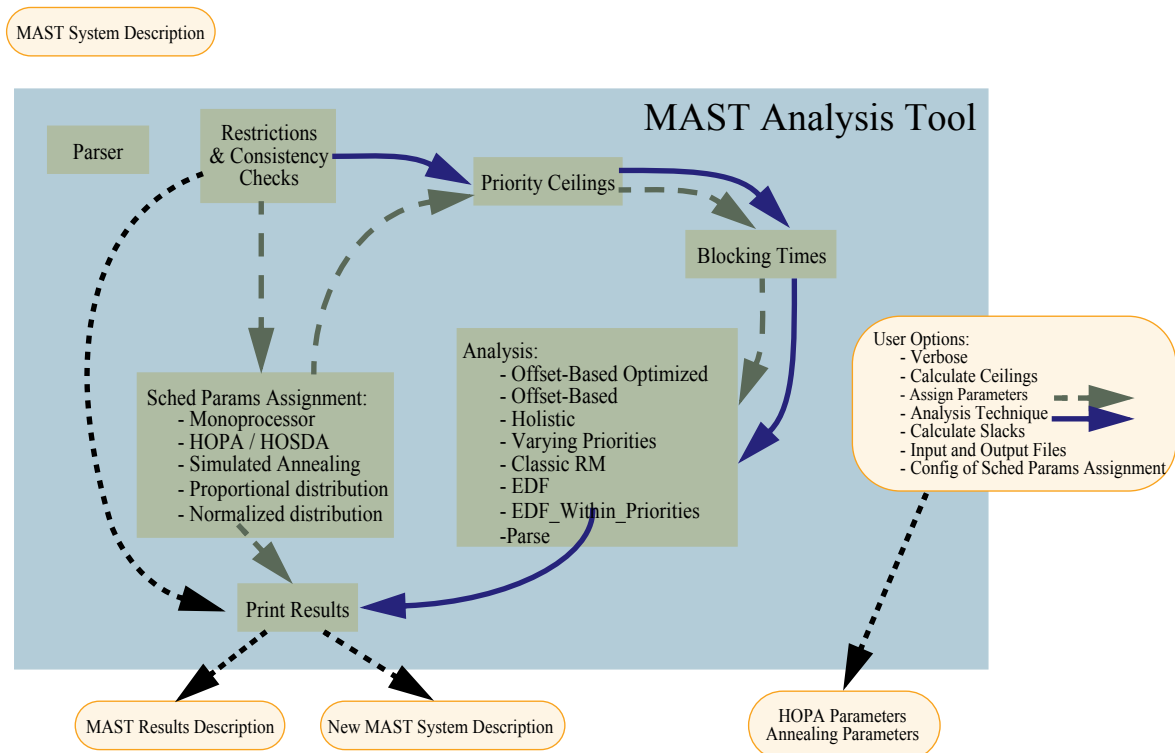 MAST System Description
MAST Analysis Tool
Parser
Restrictions
& Consistency
Checks
Priority Ceilings
Blocking Times
Sched Params Assignment:
- Monoprocessor
- HOPA / HOSDA
- Simulated Annealing
- Proportional distribution
- Normalized distribution
Analysis:
- Offset-Based Optimized
- Offset-Based
- Holistic
- Varying Priorities
- Classic RM
- EDF
- EDF_Within_Priorities
-Parse
User Options:
- Verbose
- Calculate Ceilings
- Assign Parameters
- Analysis Technique
- Calculate Slacks
- Input and Output Files
- Config of Sched Params Assignment
Print Results
MAST Results Description
New MAST System Description
HOPA Parameters
Annealing Parameters